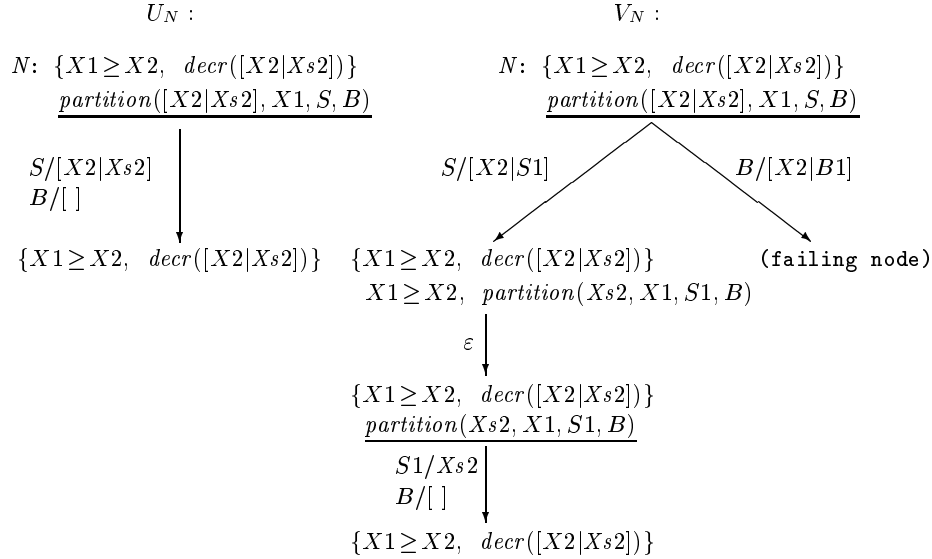 U_N :
V_N :
N: {X1≥X2, decr([X2|Xs2])}
partition([X2|Xs2], X1, S, B)
N: {X1≥X2, decr([X2|Xs2])}
partition([X2|Xs2], X1, S, B)
S/[X2|Xs2]
B/[ ]
S/[X2|S1]
B/[X2|B1]
{X1≥X2, decr([X2|Xs2])}
{X1≥X2, decr([X2|Xs2])}
X1≥X2, partition(Xs2, X1, S1, B)
(failing node)
ε
{X1≥X2, decr([X2|Xs2])}
partition(Xs2, X1, S1, B)
S1/Xs2
B/[ ]
{X1≥X2, decr([X2|Xs2])}